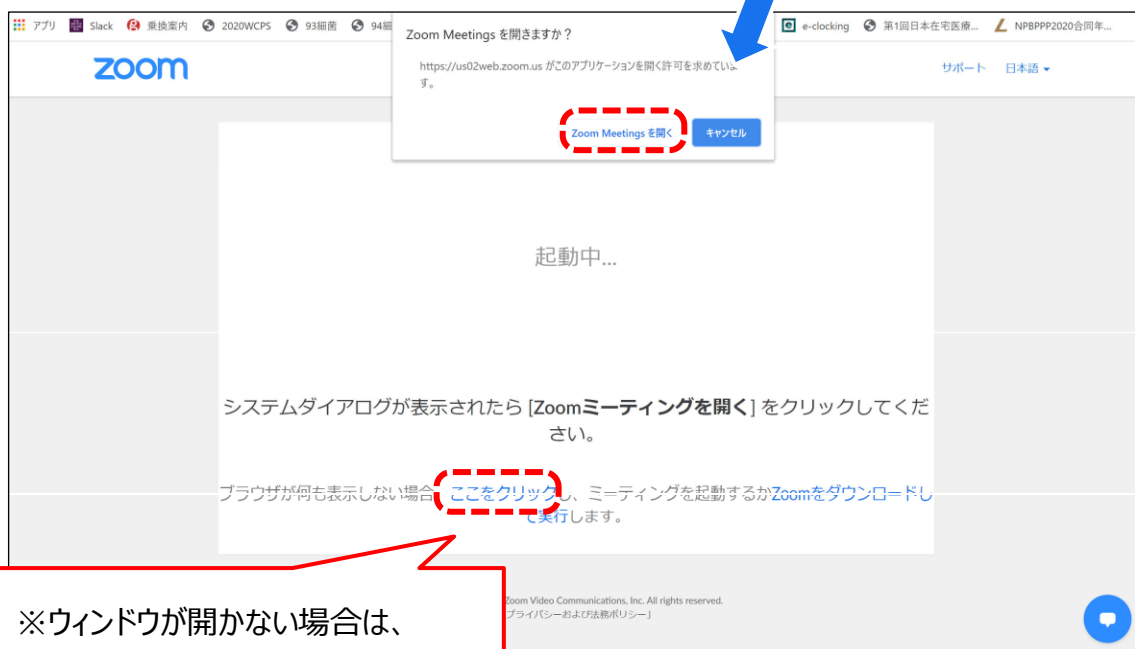 アプリ Slack 乗換案内 2020WCPS 93細菌 94細 e-clocking 第1回日本在宅医療... NPBPPP2020合同年...
Zoom Meetings を開きますか？
https://us02web.zoom.us がこのアプリケーションを開く許可を求めていま
す。
Zoom Meetings を開く キャンセル
zoom サポート 日本語
起動中...
システムダイアログが表示されたら [Zoomミーティングを開く] をクリックしてくだ
さい。
ブラウザが何も表示しない場合、ここをクリックし、ミーティングを起動するかZoomをダウンロードし
て実行します。
※ウィンドウが開かない場合は、
Zoom Video Communications, Inc. All rights reserved.
プライバシーおよび法務ポリシー」